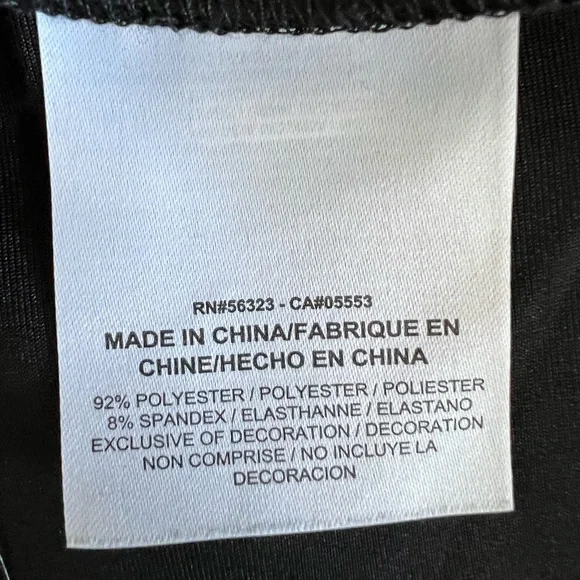 RN#56323 - CA#05553
MADE IN CHINA/FABRIQUE EN
CHINE/HECHO EN CHINA
92% POLYESTER / POLYESTER / POLIESTER
8% SPANDEX / ELASTHANNE / ELASTANO
EXCLUSIVE OF DECORATION / DECORATION
NON COMPRISE / NO INCLUYE LA
DECORACION